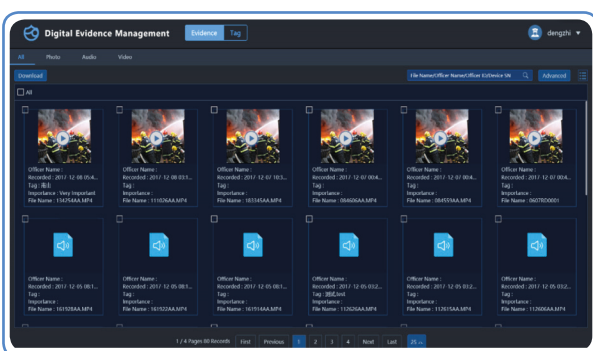 Digital Evidence Management Evidence Tag dengzhi
All Photo Audio Video
Download File Name/Officer Name/Officer ID/Device SN Advanced
All
Officer Name : Officer Name : Officer Name : Officer Name : Officer Name : Officer Name :
Recorded : 2017-12-08 05:4... Recorded : 2017-12-08 03:1... Recorded : 2017-12-07 10:3... Recorded : 2017-12-07 00:4... Recorded : 2017-12-07 00:4... Recorded : 2017-12-07 00:4...
Tag : Tag : Tag : Tag : Tag : Tag :
Importance : Very Important Importance : Importance : Importance : Importance : Importance :
File Name : 134254AA.MP4 File Name : 111026AA.MP4 File Name : 183145AA.MP4 File Name : 084606AA.MP4 File Name : 084559AA.MP4 File Name : 0607RD0001
Officer Name : Officer Name : Officer Name : Officer Name : Officer Name : Officer Name :
Recorded : 2017-12-05 08:1... Recorded : 2017-12-05 08:1... Recorded : 2017-12-05 08:1... Recorded : 2017-12-05 03:2... Recorded : 2017-12-05 03:2... Recorded : 2017-12-05 03:2...
Tag : Tag : Tag : Tag : 测试,test Tag : Tag :
Importance : Importance : Importance : Importance : Importance : Importance :
File Name : 161928AA.MP4 File Name : 161922AA.MP4 File Name : 161914AA.MP4 File Name : 112626AA.MP4 File Name : 112615AA.MP4 File Name : 112606AA.MP4
1 / 4 Pages 80 Records First Previous 1 2 3 4 Next Last 25